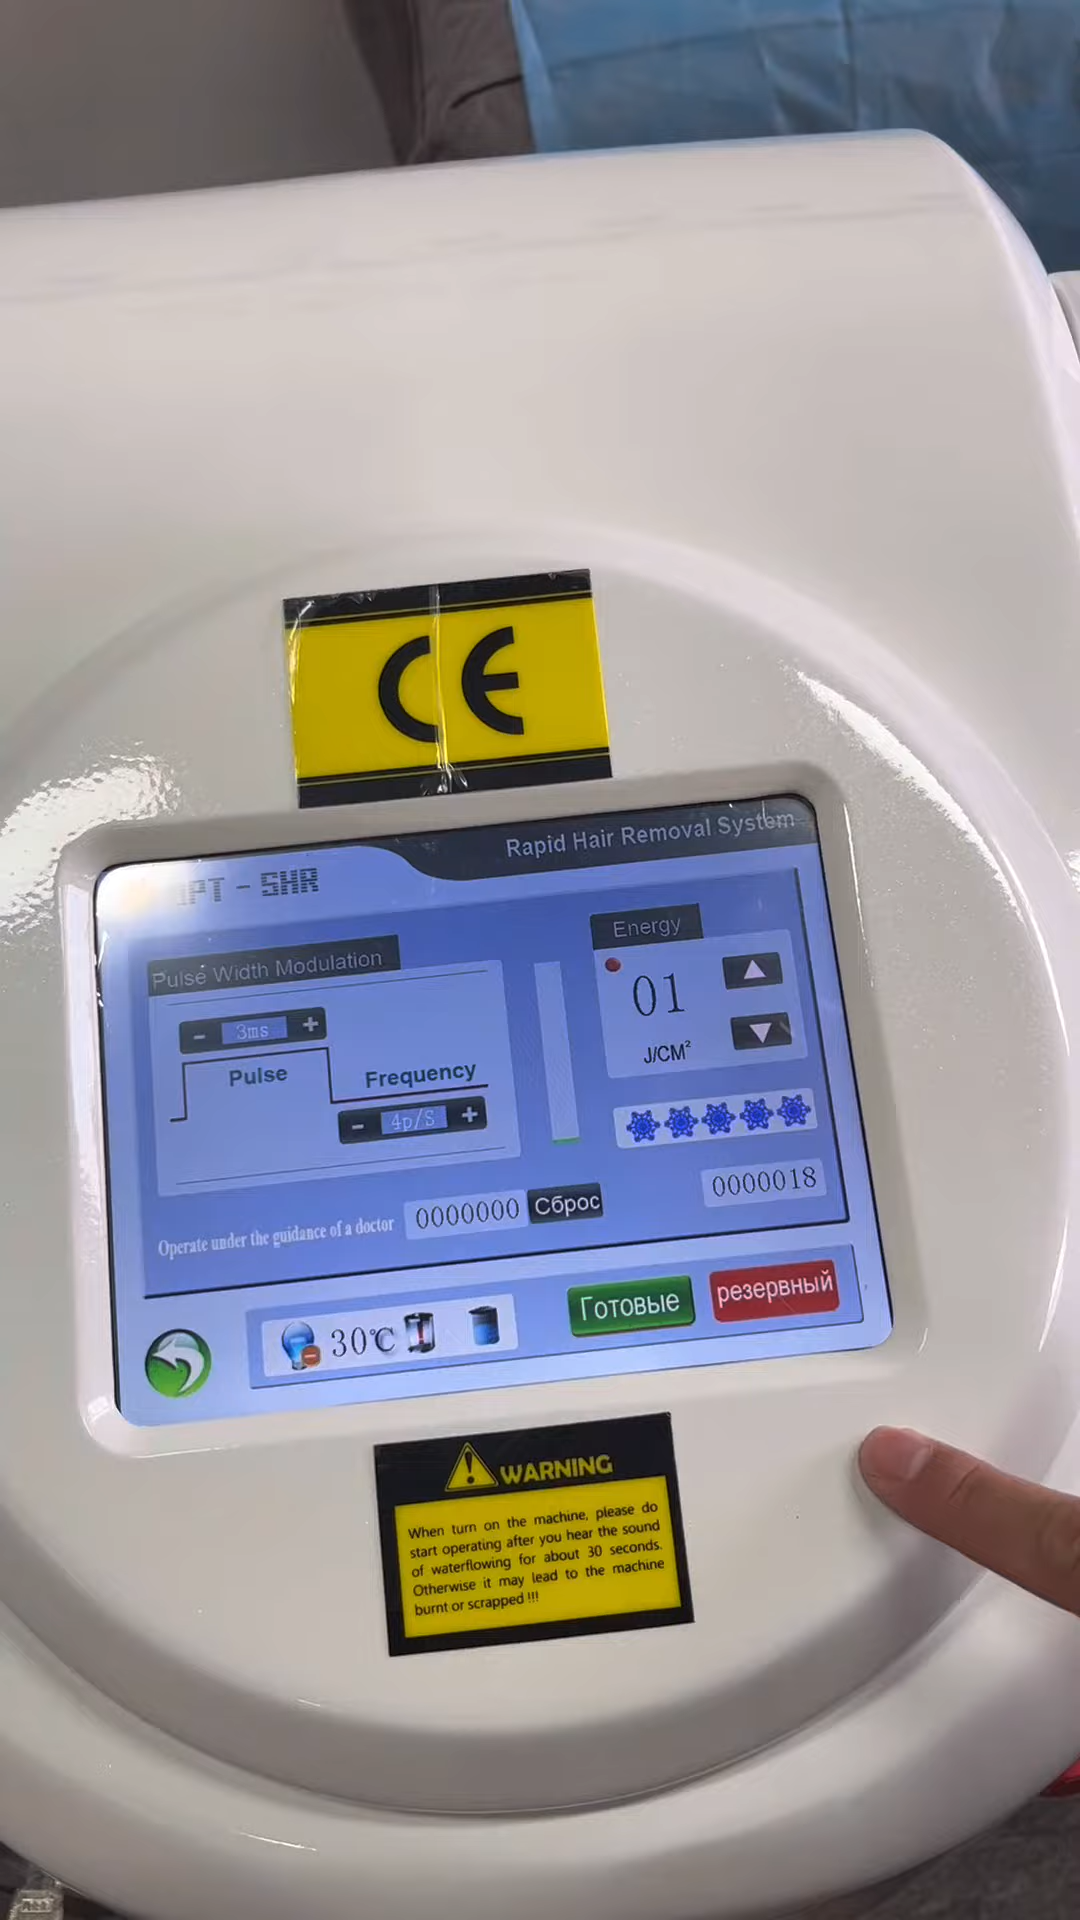 CE
Rapid Hair Removal System
PT - SHR
Pulse Width Modulation
Energy
- 3ms +
01
Pulse
J/CM²
Frequency
- 4p/S +
0000018
0000000 Сброс
Operate under the guidance of a doctor
Готовые
резервный
30℃
WARNING
When turn on the machine, please do
start operating after you hear the sound
of waterflowing for about 30 seconds.
Otherwise it may lead to the machine
burnt or scrapped !!!